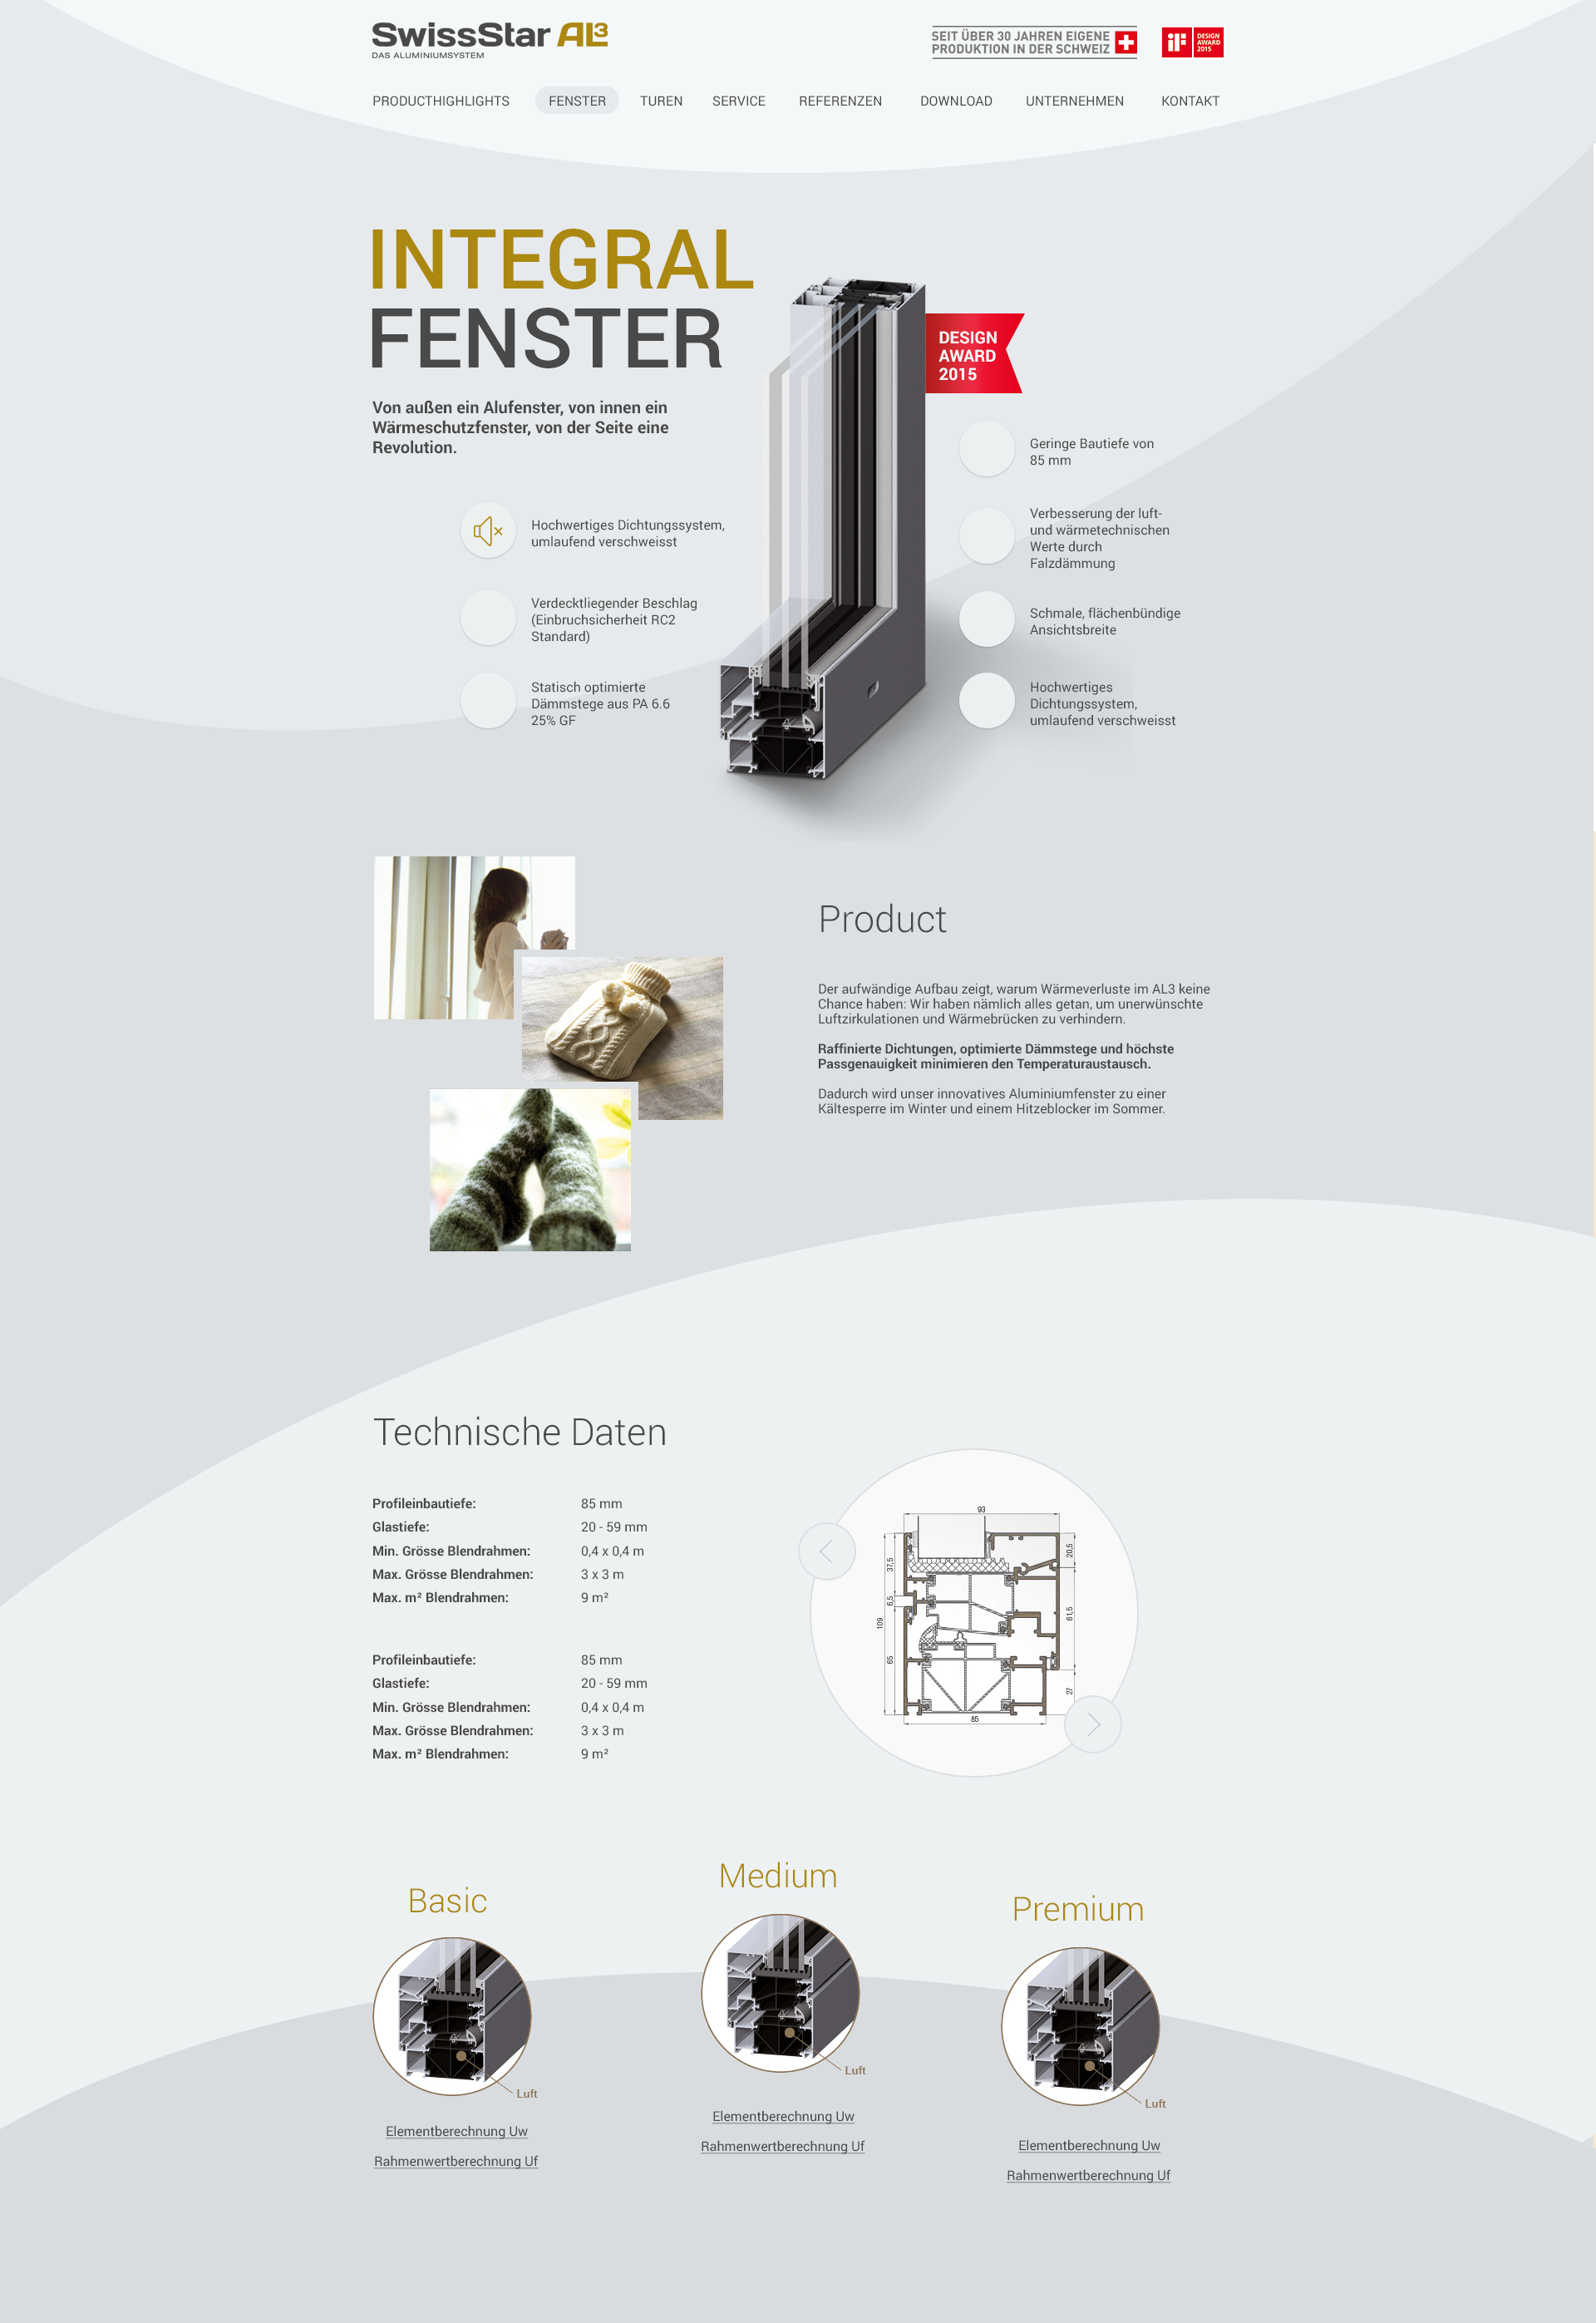 SwissStar AL3
DAS ALUMINIUMSYSTEM
SEIT ÜBER 30 JAHREN EIGENE
PRODUKTION IN DER SCHWEIZ
iF
DESIGN
AWARD
2015
PRODUCTHIGHLIGHTS FENSTER TUREN SERVICE REFERENZEN DOWNLOAD UNTERNEHMEN KONTAKT
INTEGRAL
FENSTER
Von außen ein Alufenster, von innen ein
Wärmeschutzfenster, von der Seite eine
Revolution.
DESIGN
AWARD
2015
Hochwertiges Dichtungssystem,
umlaufend verschweisst
Verdecktliegender Beschlag
(Einbruchsicherheit RC2
Standard)
Statisch optimierte
Dämmstege aus PA 6.6
25% GF
Geringe Bautiefe von
85 mm
Verbesserung der luft-
und wärmetechnischen
Werte durch
Falzdämmung
Schmale, flächenbündige
Ansichtsbreite
Hochwertiges
Dichtungssystem,
umlaufend verschweisst
Product
Der aufwändige Aufbau zeigt, warum Wärmeverluste im AL3 keine
Chance haben: Wir haben nämlich alles getan, um unerwünschte
Luftzirkulationen und Wärmebrücken zu verhindern.
Raffinierte Dichtungen, optimierte Dämmstege und höchste
Passgenauigkeit minimieren den Temperaturaustausch.
Dadurch wird unser innovatives Aluminiumfenster zu einer
Kältesperre im Winter und einem Hitzeblocker im Sommer.
Technische Daten
Profileinbautiefe: 85 mm
Glastiefe: 20 - 59 mm
Min. Grösse Blendrahmen: 0,4 x 0,4 m
Max. Grösse Blendrahmen: 3 x 3 m
Max. m² Blendrahmen: 9 m²
Profileinbautiefe: 85 mm
Glastiefe: 20 - 59 mm
Min. Grösse Blendrahmen: 0,4 x 0,4 m
Max. Grösse Blendrahmen: 3 x 3 m
Max. m² Blendrahmen: 9 m²
93
37,5
20,5
6,5
61,5
109
65
27
85
Basic
Luft
Elementberechnung Uw
Rahmenwertberechnung Uf
Medium
Luft
Elementberechnung Uw
Rahmenwertberechnung Uf
Premium
Luft
Elementberechnung Uw
Rahmenwertberechnung Uf